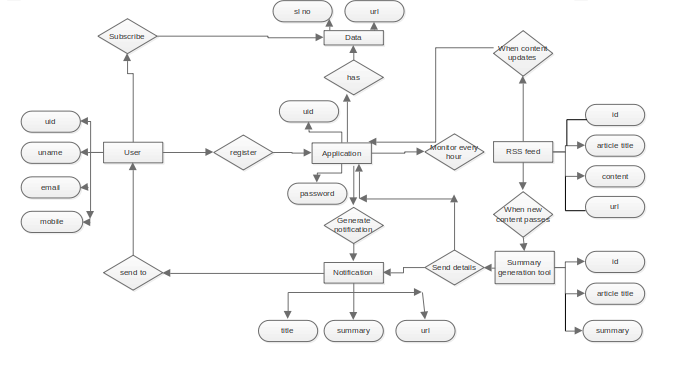 sl no
url
Subscribe
Data
When content
updates
has
uid
id
uid
User
register
Application
Monitor every
hour
RSS feed
article title
uname
content
email
password
url
mobile
Generate
notification
When new
content passes
send to
Notification
Send details
Summary
generation tool
id
article title
title
summary
url
summary